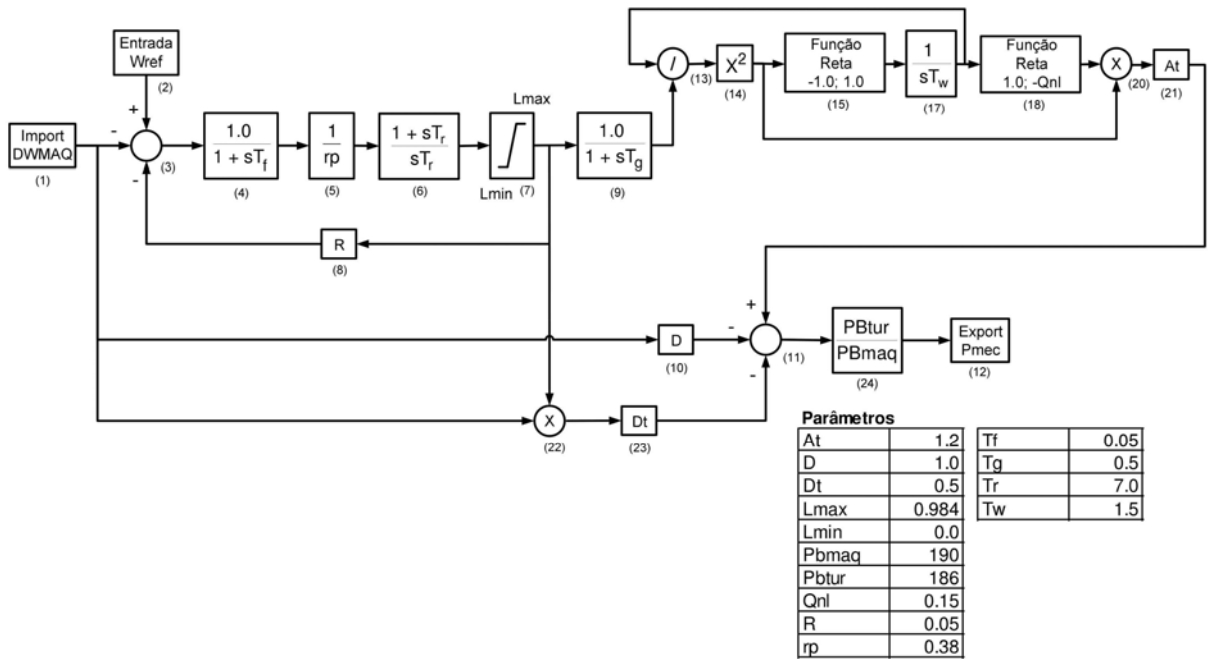 Entrada
Wref
(2)
Import
DWMAQ
(1)
+
-
-
(3)
1.0
1 + sTf
(4)
1
rp
(5)
1 + sTr
sTr
(6)
Lmax
Lmin
(7)
1.0
1 + sTg
(9)
R
(8)
/
(13)
X²
(14)
Função
Reta
-1.0; 1.0
(15)
1
sTw
(17)
Função
Reta
1.0; -Qnl
(18)
X
(20)
At
(21)
D
(10)
+
-
-
(11)
PBtur
PBmaq
(24)
Export
Pmec
(12)
X
(22)
Dt
(23)
Parâmetros
At 1.2
D 1.0
Dt 0.5
Lmax 0.984
Lmin 0.0
Pbmaq 190
Pbtur 186
Qnl 0.15
R 0.05
rp 0.38
Tf 0.05
Tg 0.5
Tr 7.0
Tw 1.5